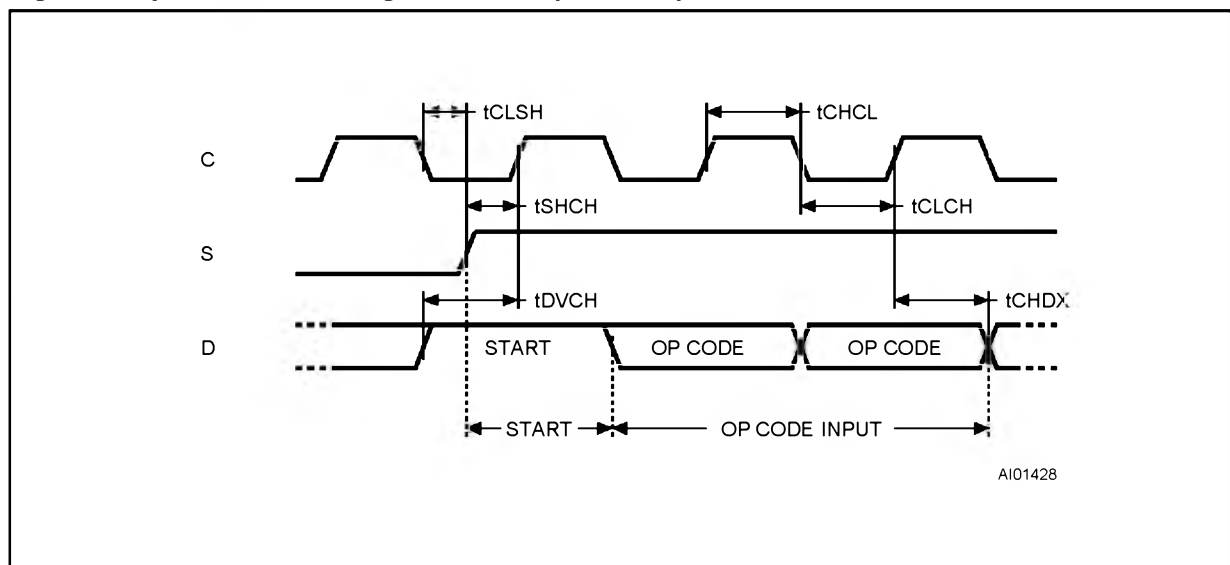 tCLSH
tCHCL
C
tSHCH
tCLCH
S
tDVCH
tCHDX
D
START
OP CODE
OP CODE
START
OP CODE INPUT
AI01428